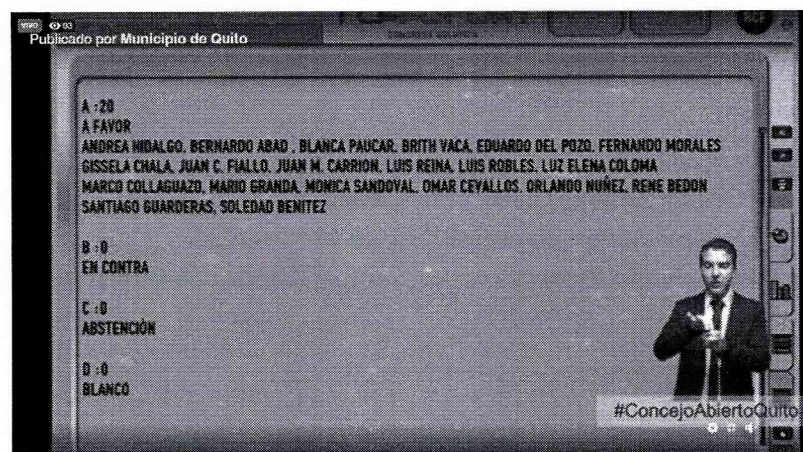 VIVO 93
Publicado por Municipio de Quito
A :20
A FAVOR
ANDREA HIDALGO, BERNARDO ABAD , BLANCA PAUCAR, BRITH VACA, EDUARDO DEL POZO, FERNANDO MORALES
GISSELA CHALA, JUAN C. FIALLO, JUAN M. CARRION, LUIS REINA, LUIS ROBLES, LUZ ELENA COLOMA
MARCO COLLAGUAZO, MARIO GRANDA, MONICA SANDOVAL, OMAR CEVALLOS, ORLANDO NUÑEZ, RENE BEDON
SANTIAGO GUARDERAS, SOLEDAD BENITEZ
B :0
EN CONTRA
C :0
ABSTENCIÓN
D :0
BLANCO
#ConcejoAbiertoQuito